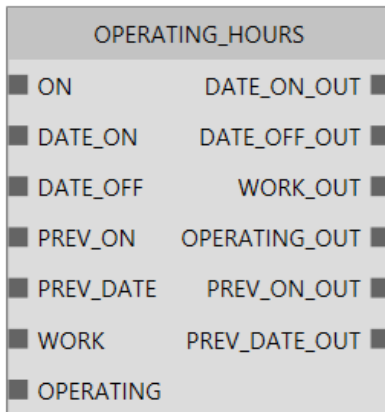 OPERATING_HOURS
ON DATE_ON_OUT
DATE_ON DATE_OFF_OUT
DATE_OFF WORK_OUT
PREV_ON OPERATING_OUT
PREV_DATE PREV_ON_OUT
WORK PREV_DATE_OUT
OPERATING